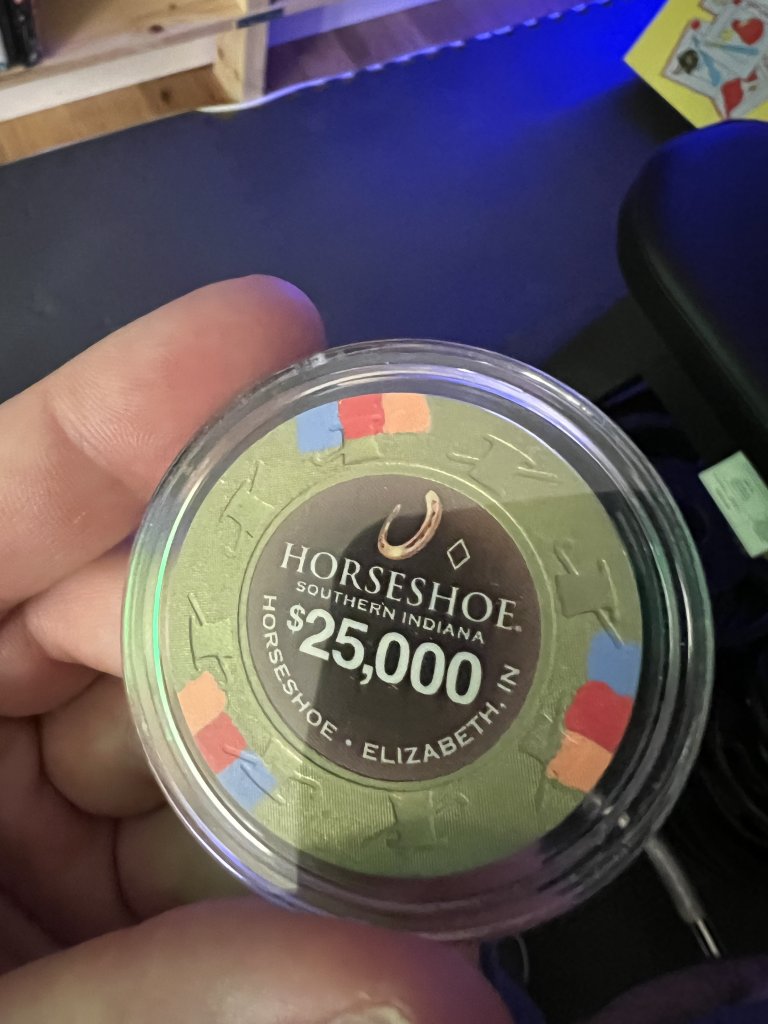 HORSESHOE®
SOUTHERN INDIANA
$25,000
HORSESHOE • ELIZABETH, IN